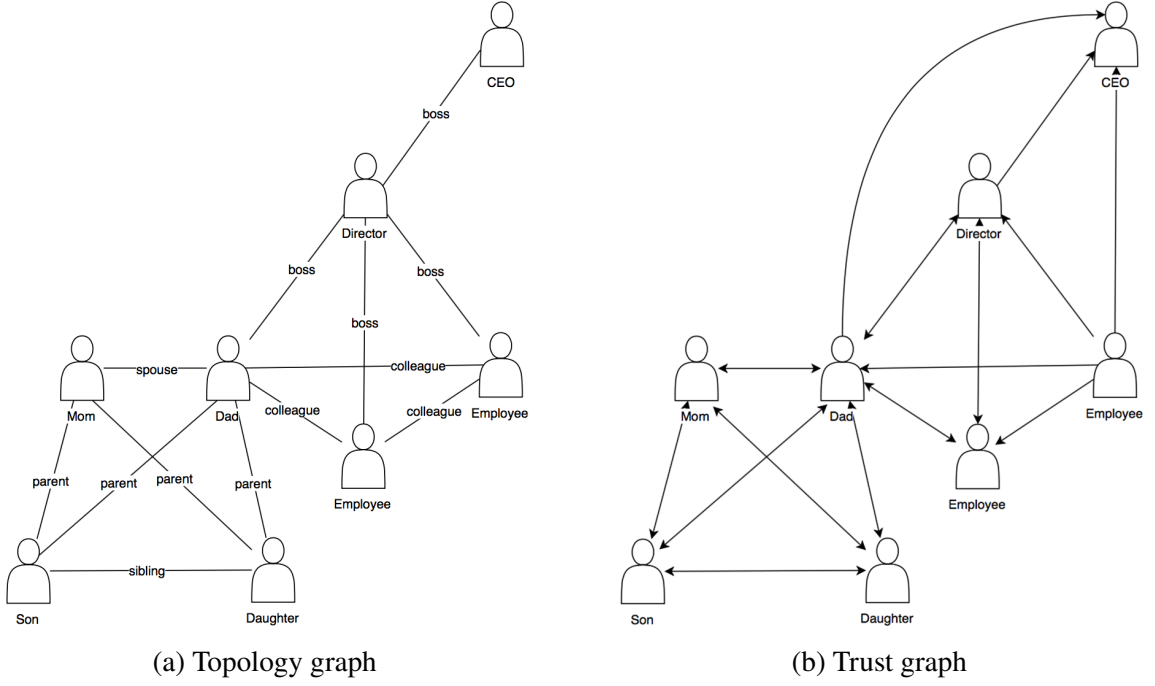 CEO
boss
Director
boss
boss
boss
spouse
colleague
Mom
Dad
colleague
colleague
Employee
parent
parent
parent
parent
Employee
sibling
Son
Daughter
(a) Topology graph
CEO
Director
Mom
Dad
Employee
Employee
Son
Daughter
(b) Trust graph